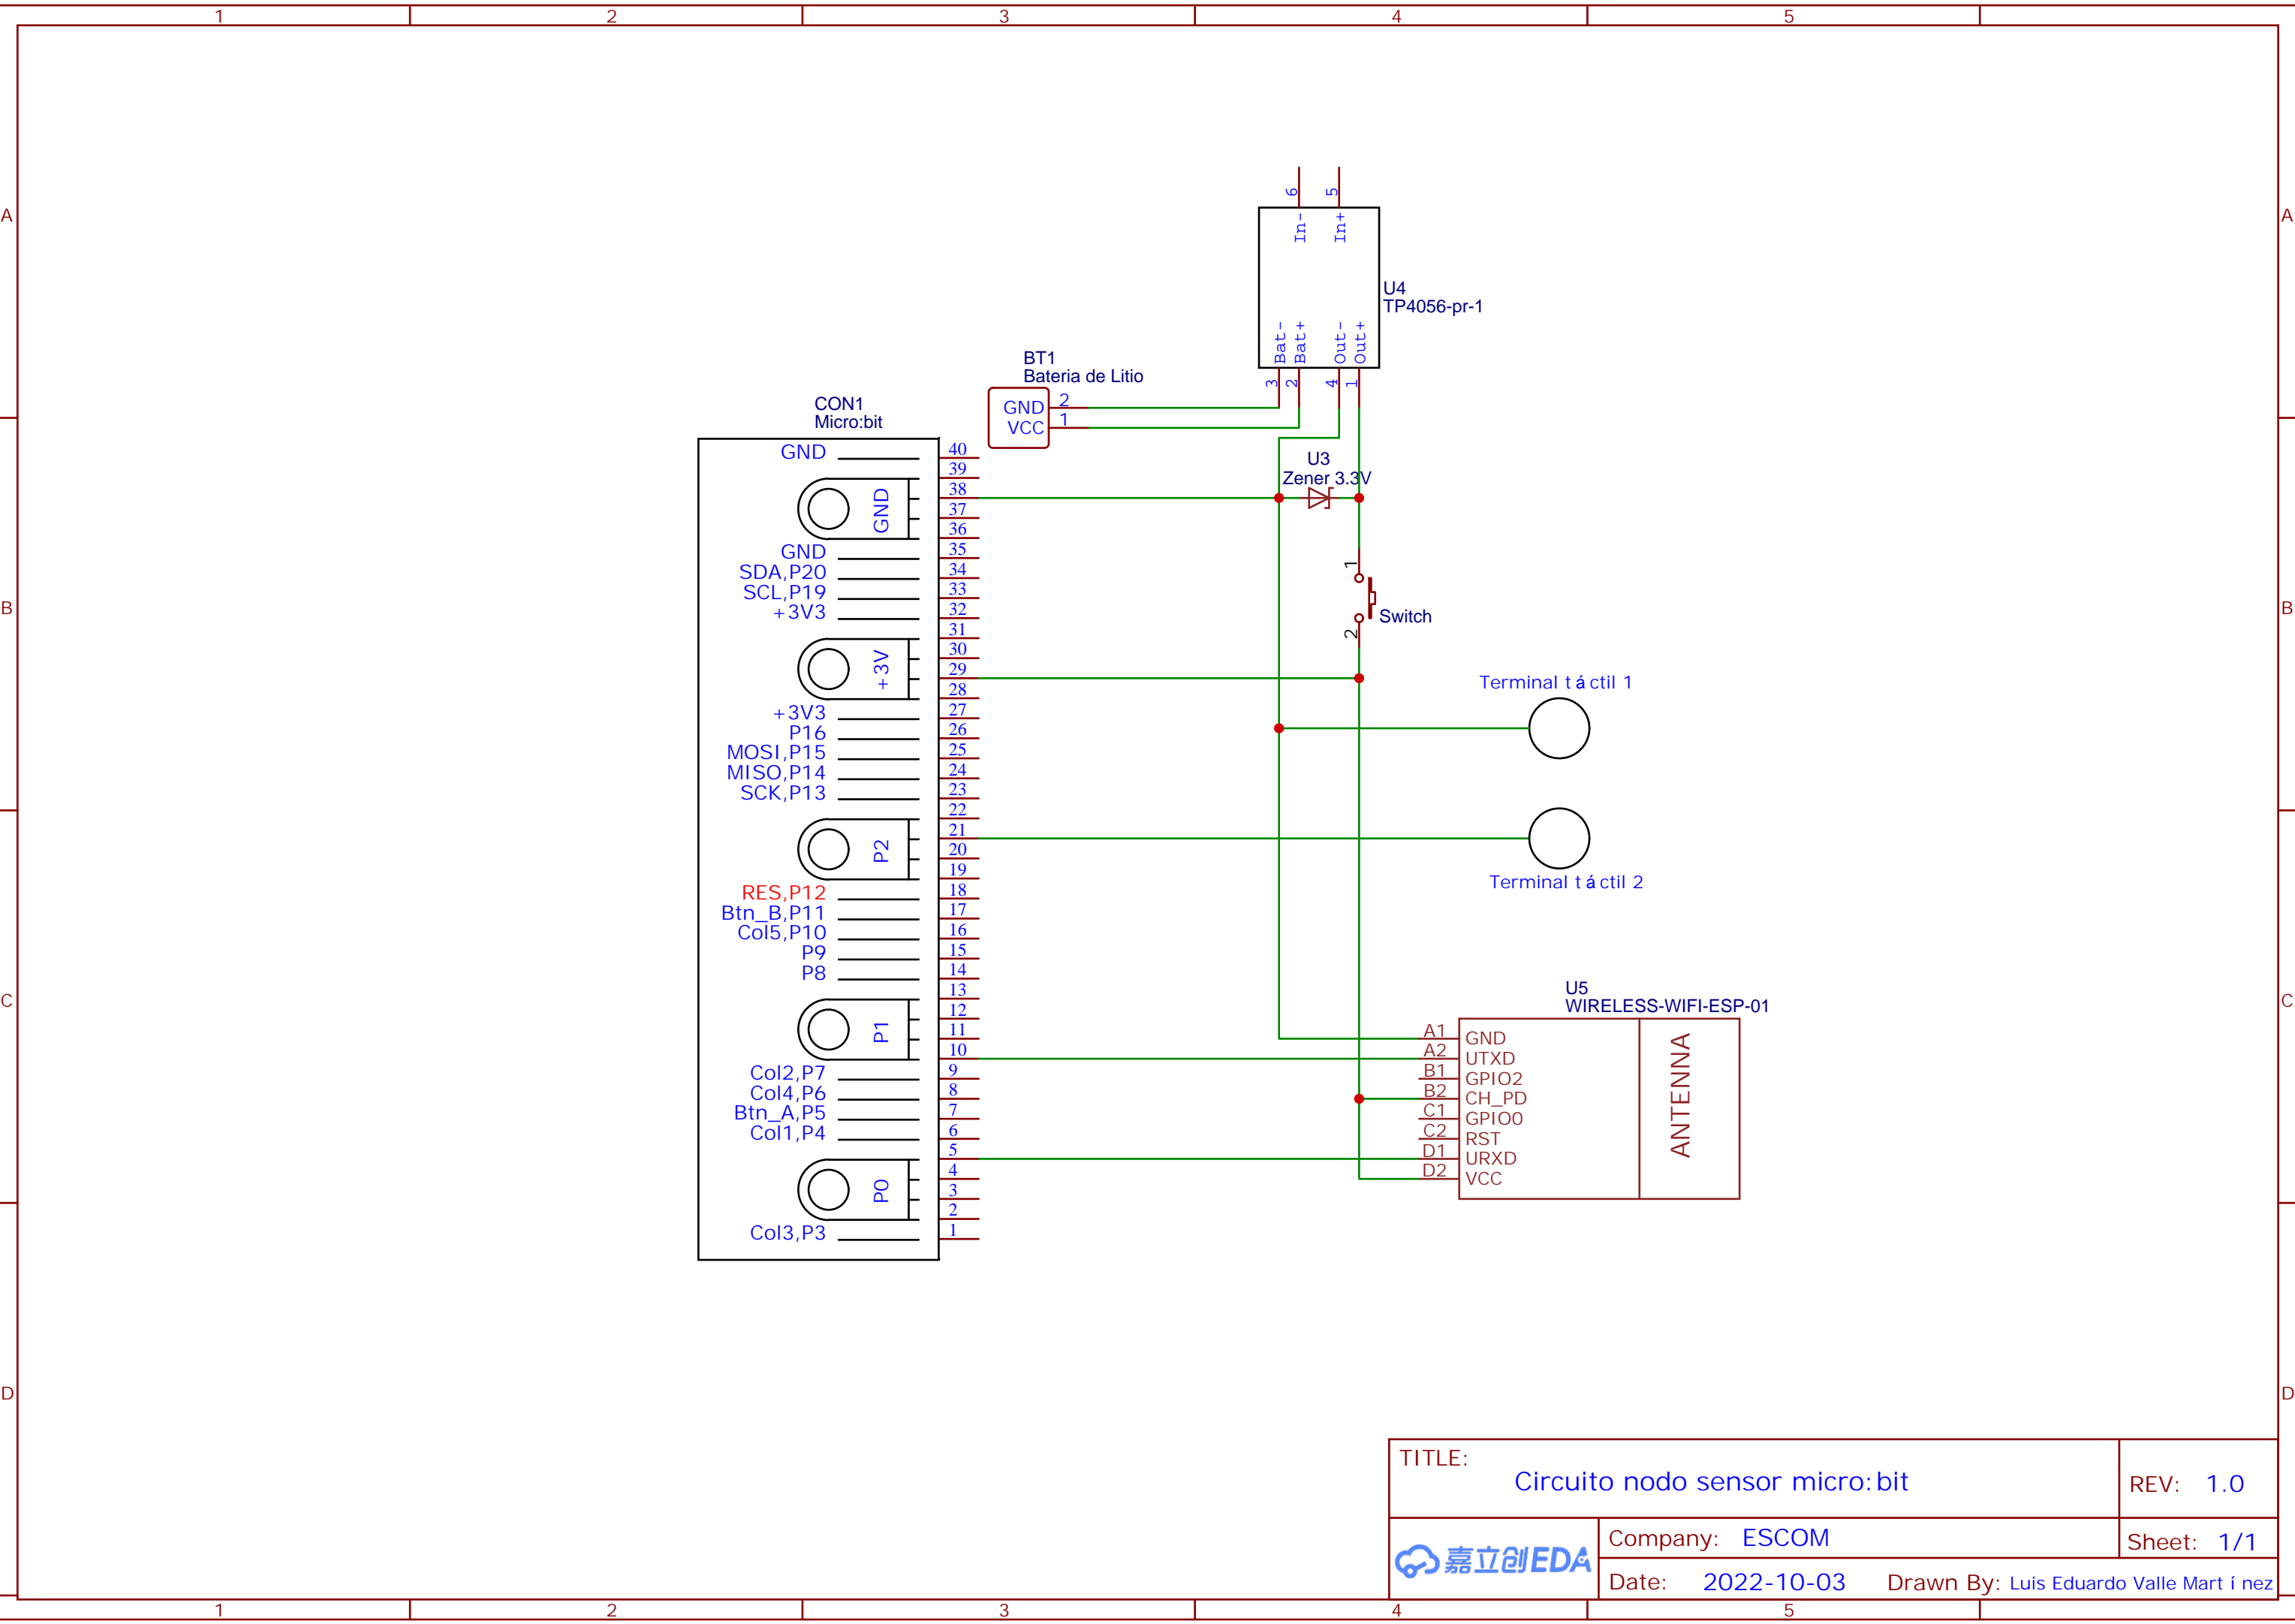 1 2 3 4 5
A A
B B
C C
D D
6 5
In- In+
U4
TP4056-pr-1
Bat- Bat+ Out- Out+
3 2 4 1
BT1
Bateria de Litio
GND 2
VCC 1
CON1
Micro:bit
GND 40
39
38
GND 37
36
GND 35
SDA,P20 34
SCL,P19 33
+3V3 32
31
30
+3V 29
28
+3V3 27
P16 26
MOSI,P15 25
MISO,P14 24
SCK,P13 23
22
21
P2 20
19
RES,P12 18
Btn_B,P11 17
Col5,P10 16
P9 15
P8 14
13
12
P1 11
10
Col2,P7 9
Col4,P6 8
Btn_A,P5 7
Col1,P4 6
5
4
P0 3
2
Col3,P3 1
U3
Zener 3.3V
1
Switch
2
Terminal táctil 1
Terminal táctil 2
U5
WIRELESS-WIFI-ESP-01
A1 GND
A2 UTXD
B1 GPIO2
B2 CH_PD
C1 GPIO0
C2 RST
D1 URXD
D2 VCC
ANTENNA
TITLE:
Circuito nodo sensor micro:bit
REV: 1.0
嘉立创EDA
Company: ESCOM
Sheet: 1/1
Date: 2022-10-03
Drawn By: Luis Eduardo Valle Martínez
1 2 3 4 5